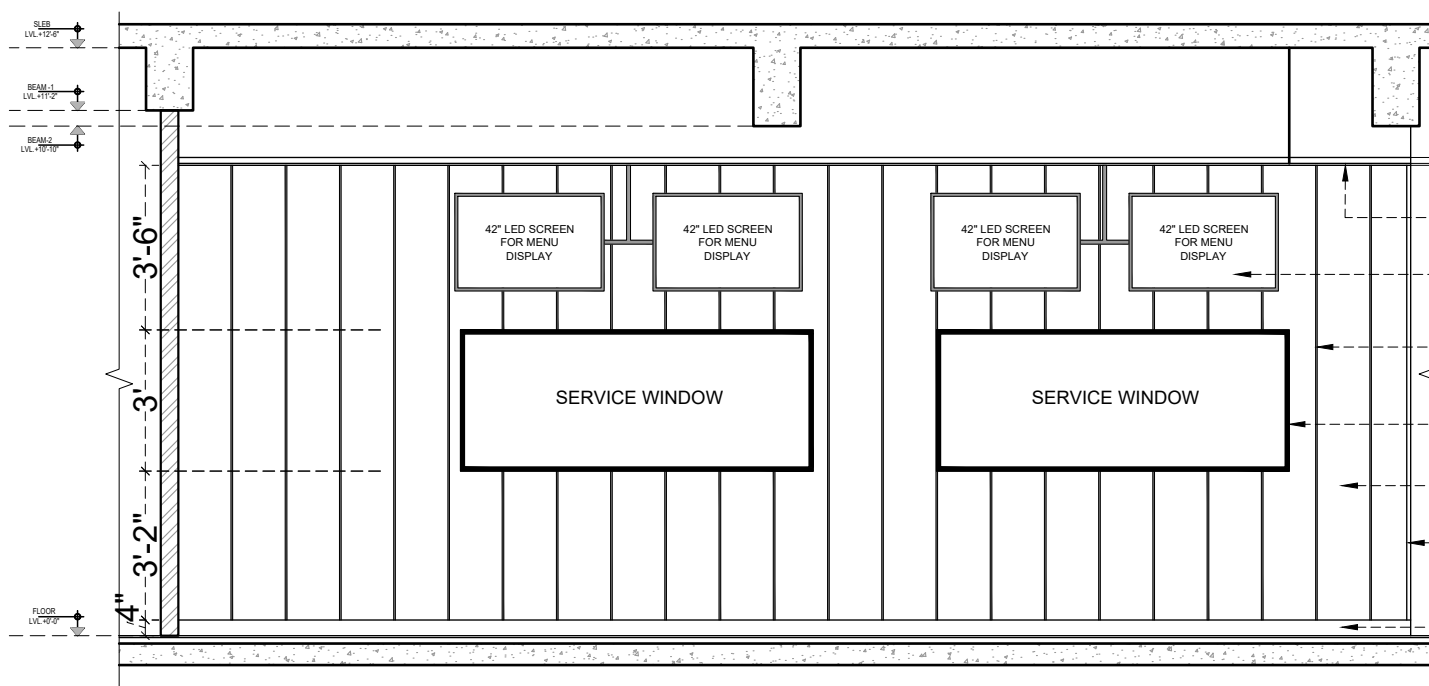 SLEB
LVL.+12'-6"
BEAM -1
LVL.+11'-2"
BEAM-2
LVL.+10'-10"
3'-6"
42" LED SCREEN
FOR MENU
DISPLAY
42" LED SCREEN
FOR MENU
DISPLAY
42" LED SCREEN
FOR MENU
DISPLAY
42" LED SCREEN
FOR MENU
DISPLAY
3'
SERVICE WINDOW
SERVICE WINDOW
3'-2"
4"
FLOOR
LVL.+0'-0"